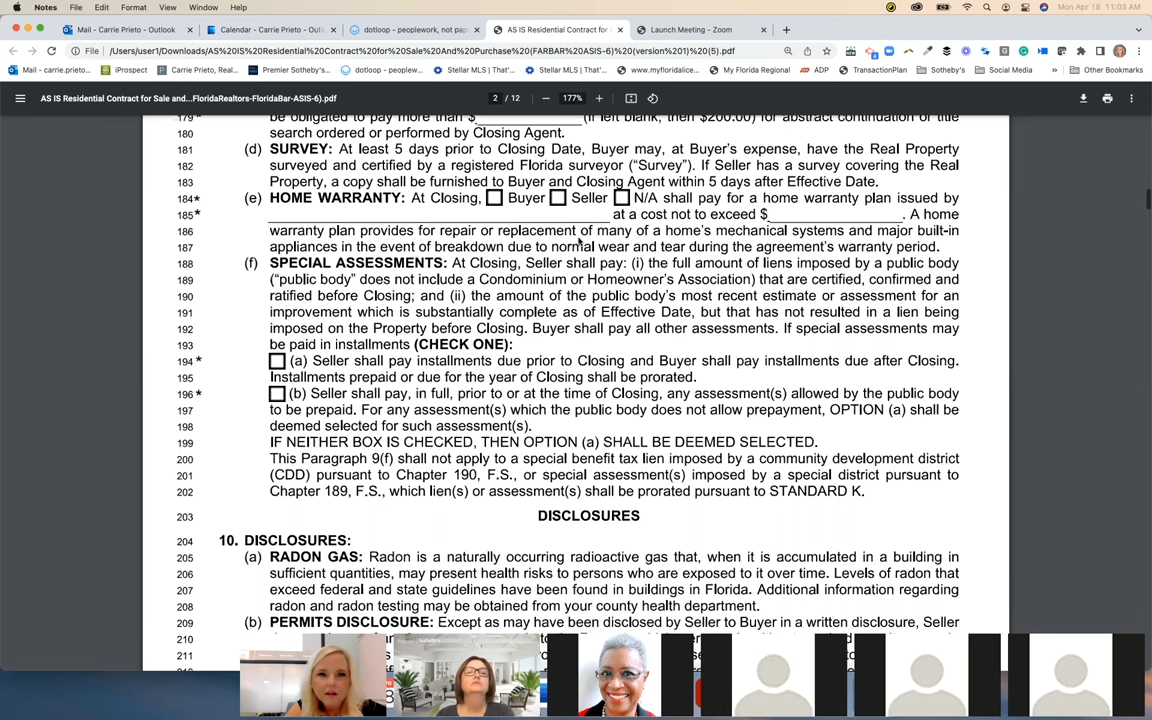 Notes File Edit Format View Window Help Mon Apr 18 11:03 AM
Mail - Carrie Prieto - Outlook Calendar - Carrie Prieto - Outl dotloop - peoplework, not pap AS IS Residential Contract for S Launch Meeting - Zoom
File /Users/user1/Downloads/AS%20IS%20Residential%20Contract%20for%20Sale%20And%20Purchase%20(FARBAR%20ASIS-6)%20(version%201)%20(5).pdf
Mail - carrie.prieto... iProspect Carrie Prieto, Real... Premier Sotheby's... Stellar MLS | That'... Stellar MLS | That'... www.myfloridalice... My Florida Regional ADP TransactionPlan Sotheby's Social Media Other Bookmarks
AS IS Residential Contract for Sale and...FloridaRealtors-FloridaBar-ASIS-6).pdf 2 / 12 177%
179* be obligated to pay more than $ (if left blank, then $200.00) for abstract continuation or title
180 search ordered or performed by Closing Agent.
181 (d) SURVEY: At least 5 days prior to Closing Date, Buyer may, at Buyer's expense, have the Real Property
182 surveyed and certified by a registered Florida surveyor ("Survey"). If Seller has a survey covering the Real
183 Property, a copy shall be furnished to Buyer and Closing Agent within 5 days after Effective Date.
184* (e) HOME WARRANTY: At Closing, Buyer Seller N/A shall pay for a home warranty plan issued by
185* at a cost not to exceed $ . A home
186 warranty plan provides for repair or replacement of many of a home's mechanical systems and major built-in
187 appliances in the event of breakdown due to normal wear and tear during the agreement's warranty period.
188 (f) SPECIAL ASSESSMENTS: At Closing, Seller shall pay: (i) the full amount of liens imposed by a public body
189 ("public body" does not include a Condominium or Homeowner's Association) that are certified, confirmed and
190 ratified before Closing; and (ii) the amount of the public body's most recent estimate or assessment for an
191 improvement which is substantially complete as of Effective Date, but that has not resulted in a lien being
192 imposed on the Property before Closing. Buyer shall pay all other assessments. If special assessments may
193 be paid in installments (CHECK ONE):
194* (a) Seller shall pay installments due prior to Closing and Buyer shall pay installments due after Closing.
195 Installments prepaid or due for the year of Closing shall be prorated.
196* (b) Seller shall pay, in full, prior to or at the time of Closing, any assessment(s) allowed by the public body
197 to be prepaid. For any assessment(s) which the public body does not allow prepayment, OPTION (a) shall be
198 deemed selected for such assessment(s).
199 IF NEITHER BOX IS CHECKED, THEN OPTION (a) SHALL BE DEEMED SELECTED.
200 This Paragraph 9(f) shall not apply to a special benefit tax lien imposed by a community development district
201 (CDD) pursuant to Chapter 190, F.S., or special assessment(s) imposed by a special district pursuant to
202 Chapter 189, F.S., which lien(s) or assessment(s) shall be prorated pursuant to STANDARD K.
203 DISCLOSURES
204 10. DISCLOSURES:
205 (a) RADON GAS: Radon is a naturally occurring radioactive gas that, when it is accumulated in a building in
206 sufficient quantities, may present health risks to persons who are exposed to it over time. Levels of radon that
207 exceed federal and state guidelines have been found in buildings in Florida. Additional information regarding
208 radon and radon testing may be obtained from your county health department.
209 (b) PERMITS DISCLOSURE: Except as may have been disclosed by Seller to Buyer in a written disclosure, Seller
210